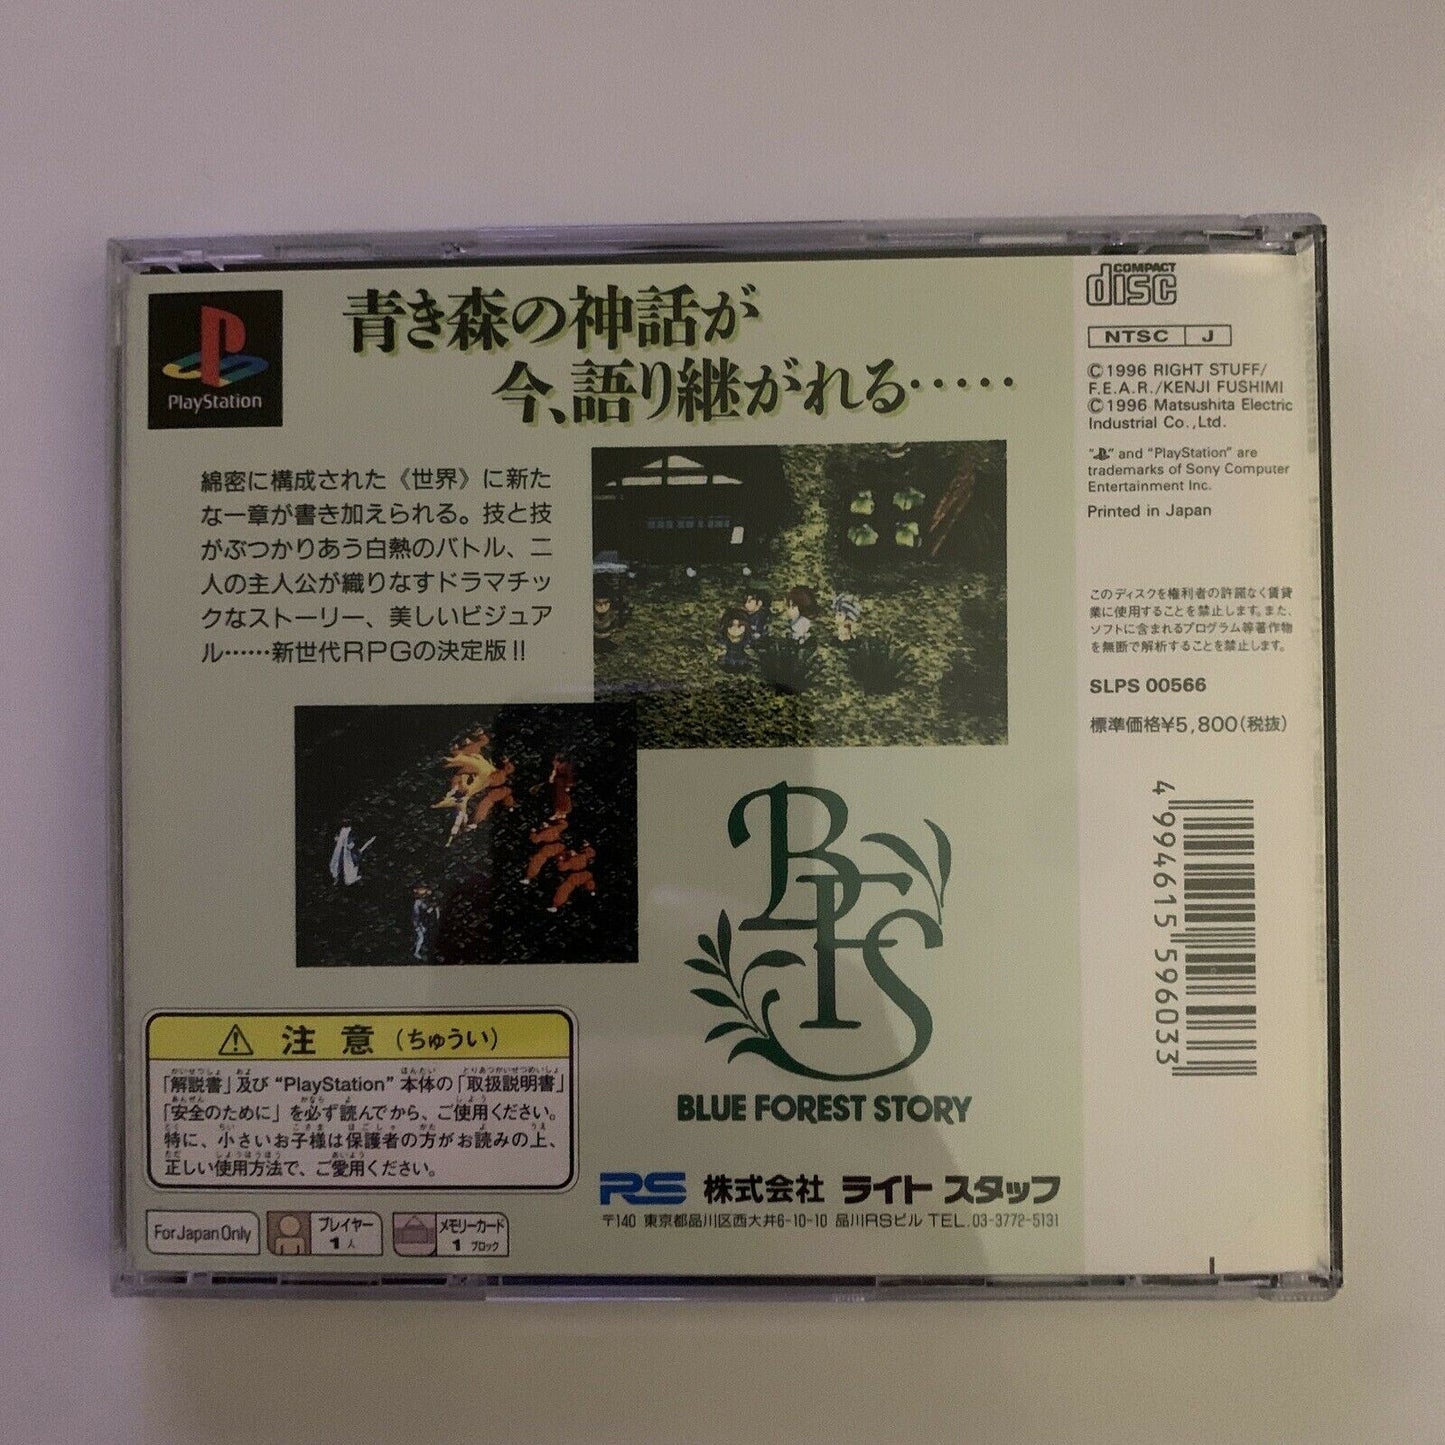 PlayStation
青き森の神話が
今、語り継がれる‥‥‥
綿密に構成された《世界》に新た
な一章が書き加えられる。技と技
がぶつかりあう白熱のバトル、二
人の主人公が織りなすドラマチッ
クなストーリー、美しいビジュア
ル……新世代RPGの決定版!!
BFS
BLUE FOREST STORY
⚠ 注意(ちゅうい)
「解説書」及び“PlayStation”本体の「取扱説明書」
「安全のために」を必ず読んでから、ご使用ください。
特に、小さいお子様は保護者の方がお読みの上、
正しい使用方法で、ご愛用ください。
For Japan Only
プレイヤー
1人
メモリーカード
1ブロック
RS 株式会社 ライト スタッフ
〒140 東京都品川区西大井6-10-10 品川RSビル TEL.03-3772-5131
COMPACT
disc
NTSC J
©1996 RIGHT STUFF/
F.E.A.R./KENJI FUSHIMI
©1996 Matsushita Electric
Industrial Co.,Ltd.
“PS” and “PlayStation” are
trademarks of Sony Computer
Entertainment Inc.
Printed in Japan
このディスクを権利者の許諾なく賃貸
業に使用することを禁止します。また、
ソフトに含まれるプログラム等著作物
を無断で解析することを禁止します。
SLPS 00566
標準価格¥5,800(税抜)
4 994615 596033